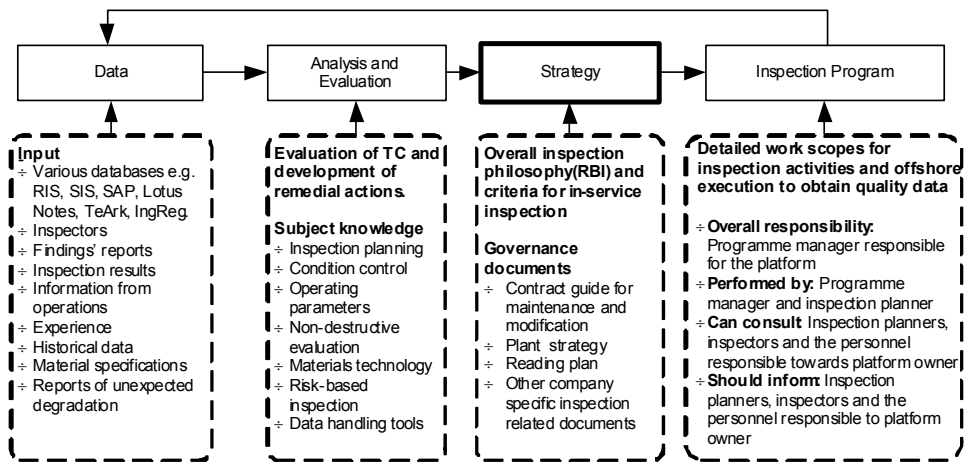 Data
Analysis and
Evaluation
Strategy
Inspection Program
Input
÷ Various databases e.g.
RIS, SIS, SAP, Lotus
Notes, TeArk, IngReg.
÷ Inspectors
÷ Findings' reports
÷ Inspection results
÷ Information from
operations
÷ Experience
÷ Historical data
÷ Material specifications
÷ Reports of unexpected
degradation
Evaluation of TC and
development of
remedial actions.
Subject knowledge
÷ Inspection planning
÷ Condition control
÷ Operating
parameters
÷ Non-destructive
evaluation
÷ Materials technology
÷ Risk-based
inspection
÷ Data handling tools
Overall inspection
philosophy(RBI) and
criteria for in-service
inspection
Governance
documents
÷ Contract guide for
maintenance and
modification
÷ Plant strategy
÷ Reading plan
÷ Other company
specific inspection
related documents
Detailed work scopes for
inspection activities and offshore
execution to obtain quality data
÷ Overall responsibility:
Programme manager responsible
for the platform
÷ Performed by: Programme
manager and inspection planner
÷ Can consult: Inspection planners,
inspectors and the personnel
responsible towards platform owner
÷ Should inform: Inspection
planners, inspectors and the
personnel responsible to platform
owner